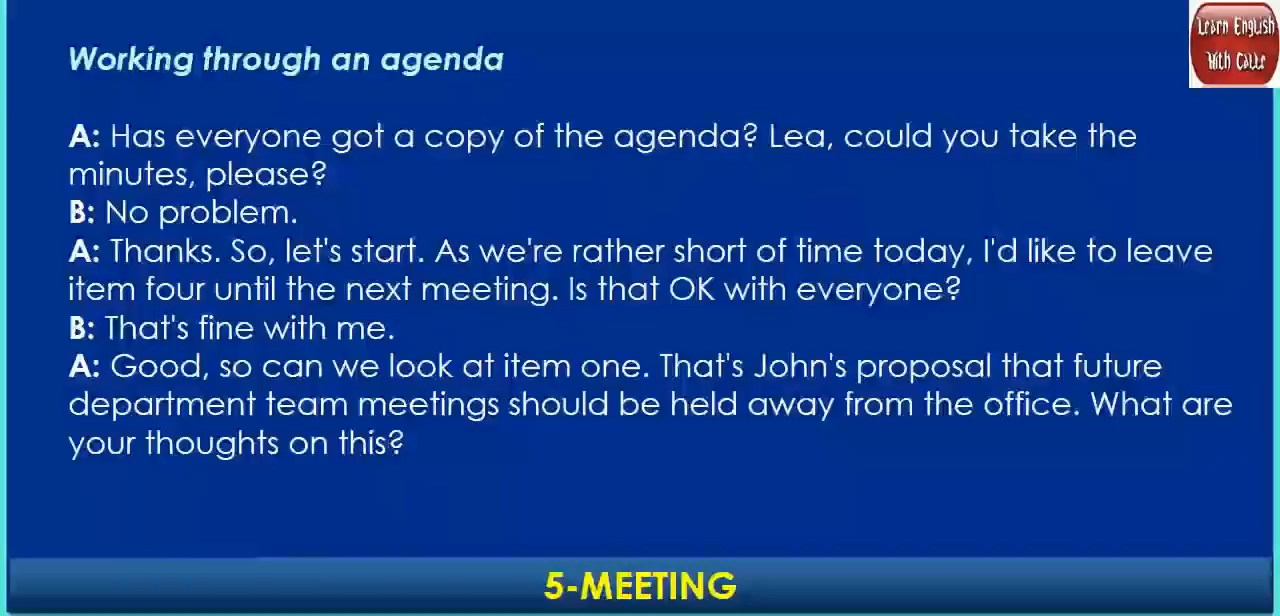 Learn English
With Calls
Working through an agenda
A: Has everyone got a copy of the agenda? Lea, could you take the
minutes, please?
B: No problem.
A: Thanks. So, let's start. As we're rather short of time today, I'd like to leave
item four until the next meeting. Is that OK with everyone?
B: That's fine with me.
A: Good, so can we look at item one. That's John's proposal that future
department team meetings should be held away from the office. What are
your thoughts on this?
5-MEETING